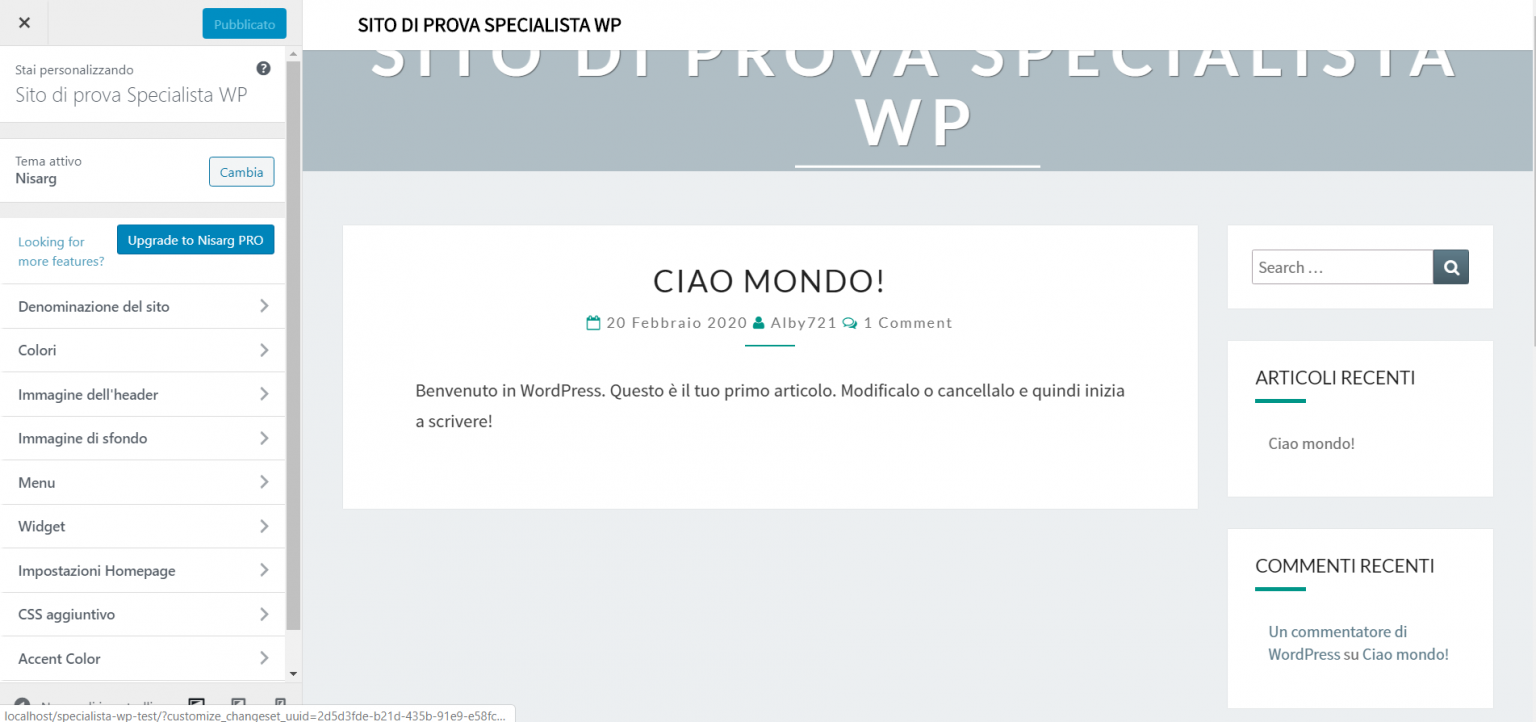 Pubblicato
Stai personalizzando
Sito di prova Specialista WP
Tema attivo
Nisarg
Cambia
Looking for
more features?
Upgrade to Nisarg PRO
Denominazione del sito
Colori
Immagine dell'header
Immagine di sfondo
Menu
Widget
Impostazioni Homepage
CSS aggiuntivo
Accent Color
localhost/specialista-wp-test/?customize_changeset_uuid=2d5d3fde-b21d-435b-91e9-e58fc...
SITO DI PROVA SPECIALISTA WP
SITO DI PROVA SPECIALISTA
WP
CIAO MONDO!
20 Febbraio 2020 Alby721 1 Comment
Benvenuto in WordPress. Questo è il tuo primo articolo. Modificalo o cancellalo e quindi inizia
a scrivere!
Search …
ARTICOLI RECENTI
Ciao mondo!
COMMENTI RECENTI
Un commentatore di
WordPress su Ciao mondo!